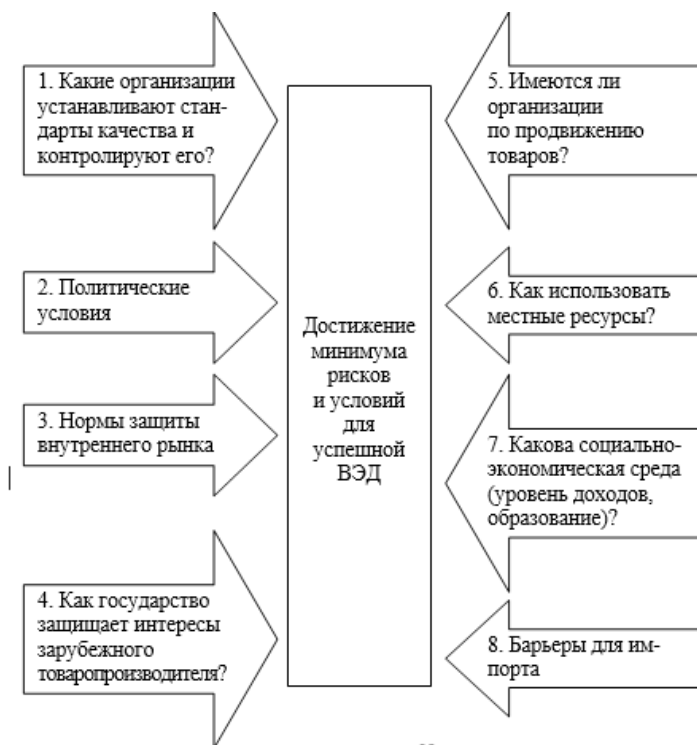 1. Какие организации
устанавливают стан-
дарты качества и
контролируют его?
2. Политические
условия
3. Нормы защиты
внутреннего рынка
4. Как государство
защищает интересы
зарубежного
товаропроизводителя?
Достижение
минимума
рисков
и условий
для
успешной
ВЭД
5. Имеются ли
организации
по продвижению
товаров?
6. Как использовать
местные ресурсы?
7. Какова социально-
экономическая среда
(уровень доходов,
образование)?
8. Барьеры для им-
порта